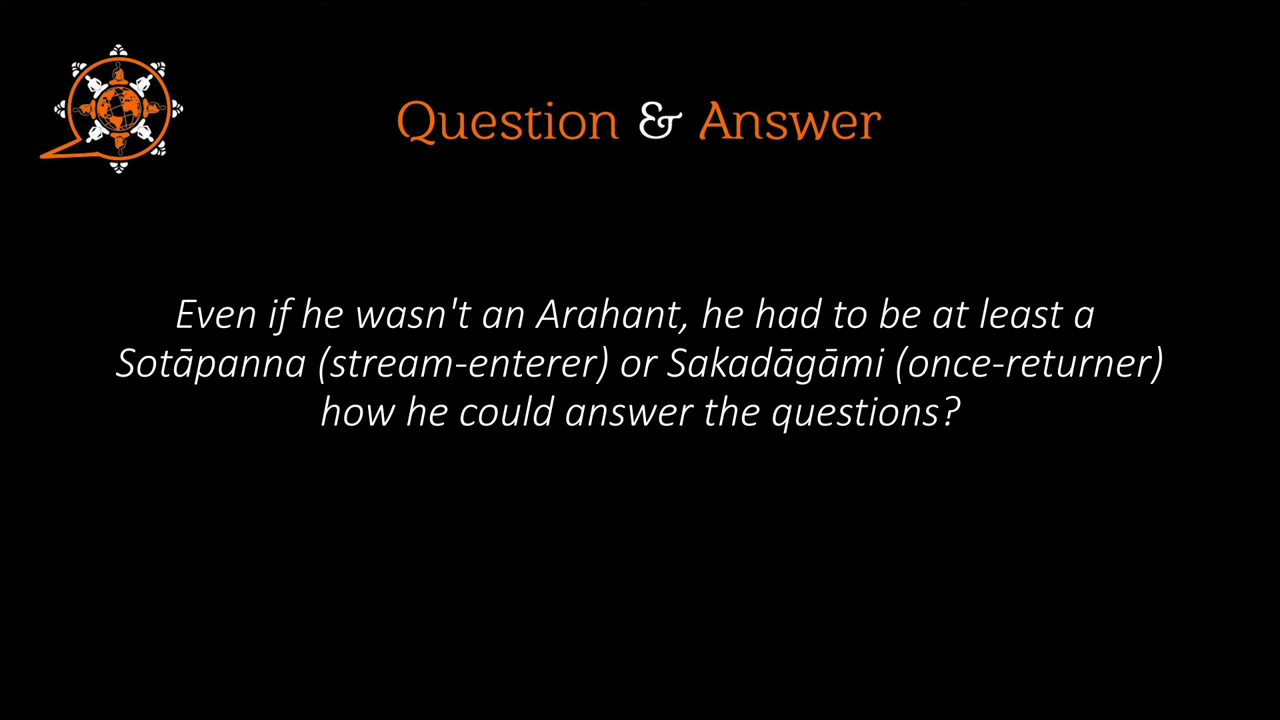 Question & Answer
Even if he wasn't an Arahant, he had to be at least a
Sotāpanna (stream-enterer) or Sakadāgāmi (once-returner)
how he could answer the questions?